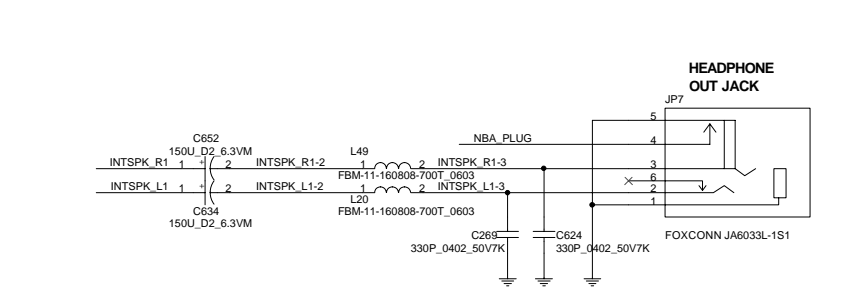 HEADPHONE
OUT JACK
JP7
5
C652
150U_D2_6.3VM
NBA_PLUG
4
L49
INTSPK_R1 1 + 2 INTSPK_R1-2 1 2 INTSPK_R1-3 3
FBM-11-160808-700T_0603
6
INTSPK_L1 1 + 2 INTSPK_L1-2 1 2 INTSPK_L1-3 2
L20
1
C634
FBM-11-160808-700T_0603
150U_D2_6.3VM
C269
C624
FOXCONN JA6033L-1S1
330P_0402_50V7K
330P_0402_50V7K